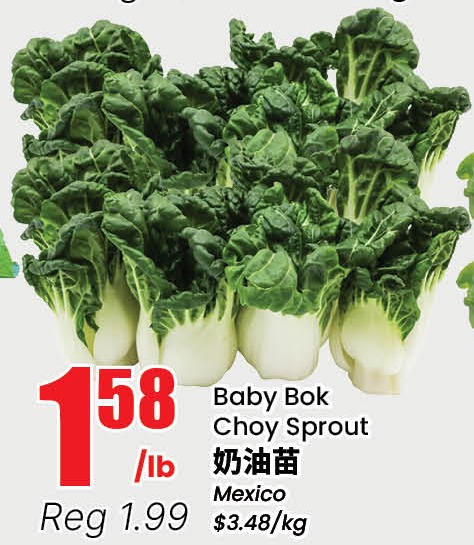 1.58
/lb
Reg 1.99
Baby Bok
Choy Sprout
奶油苗
Mexico
$3.48/kg